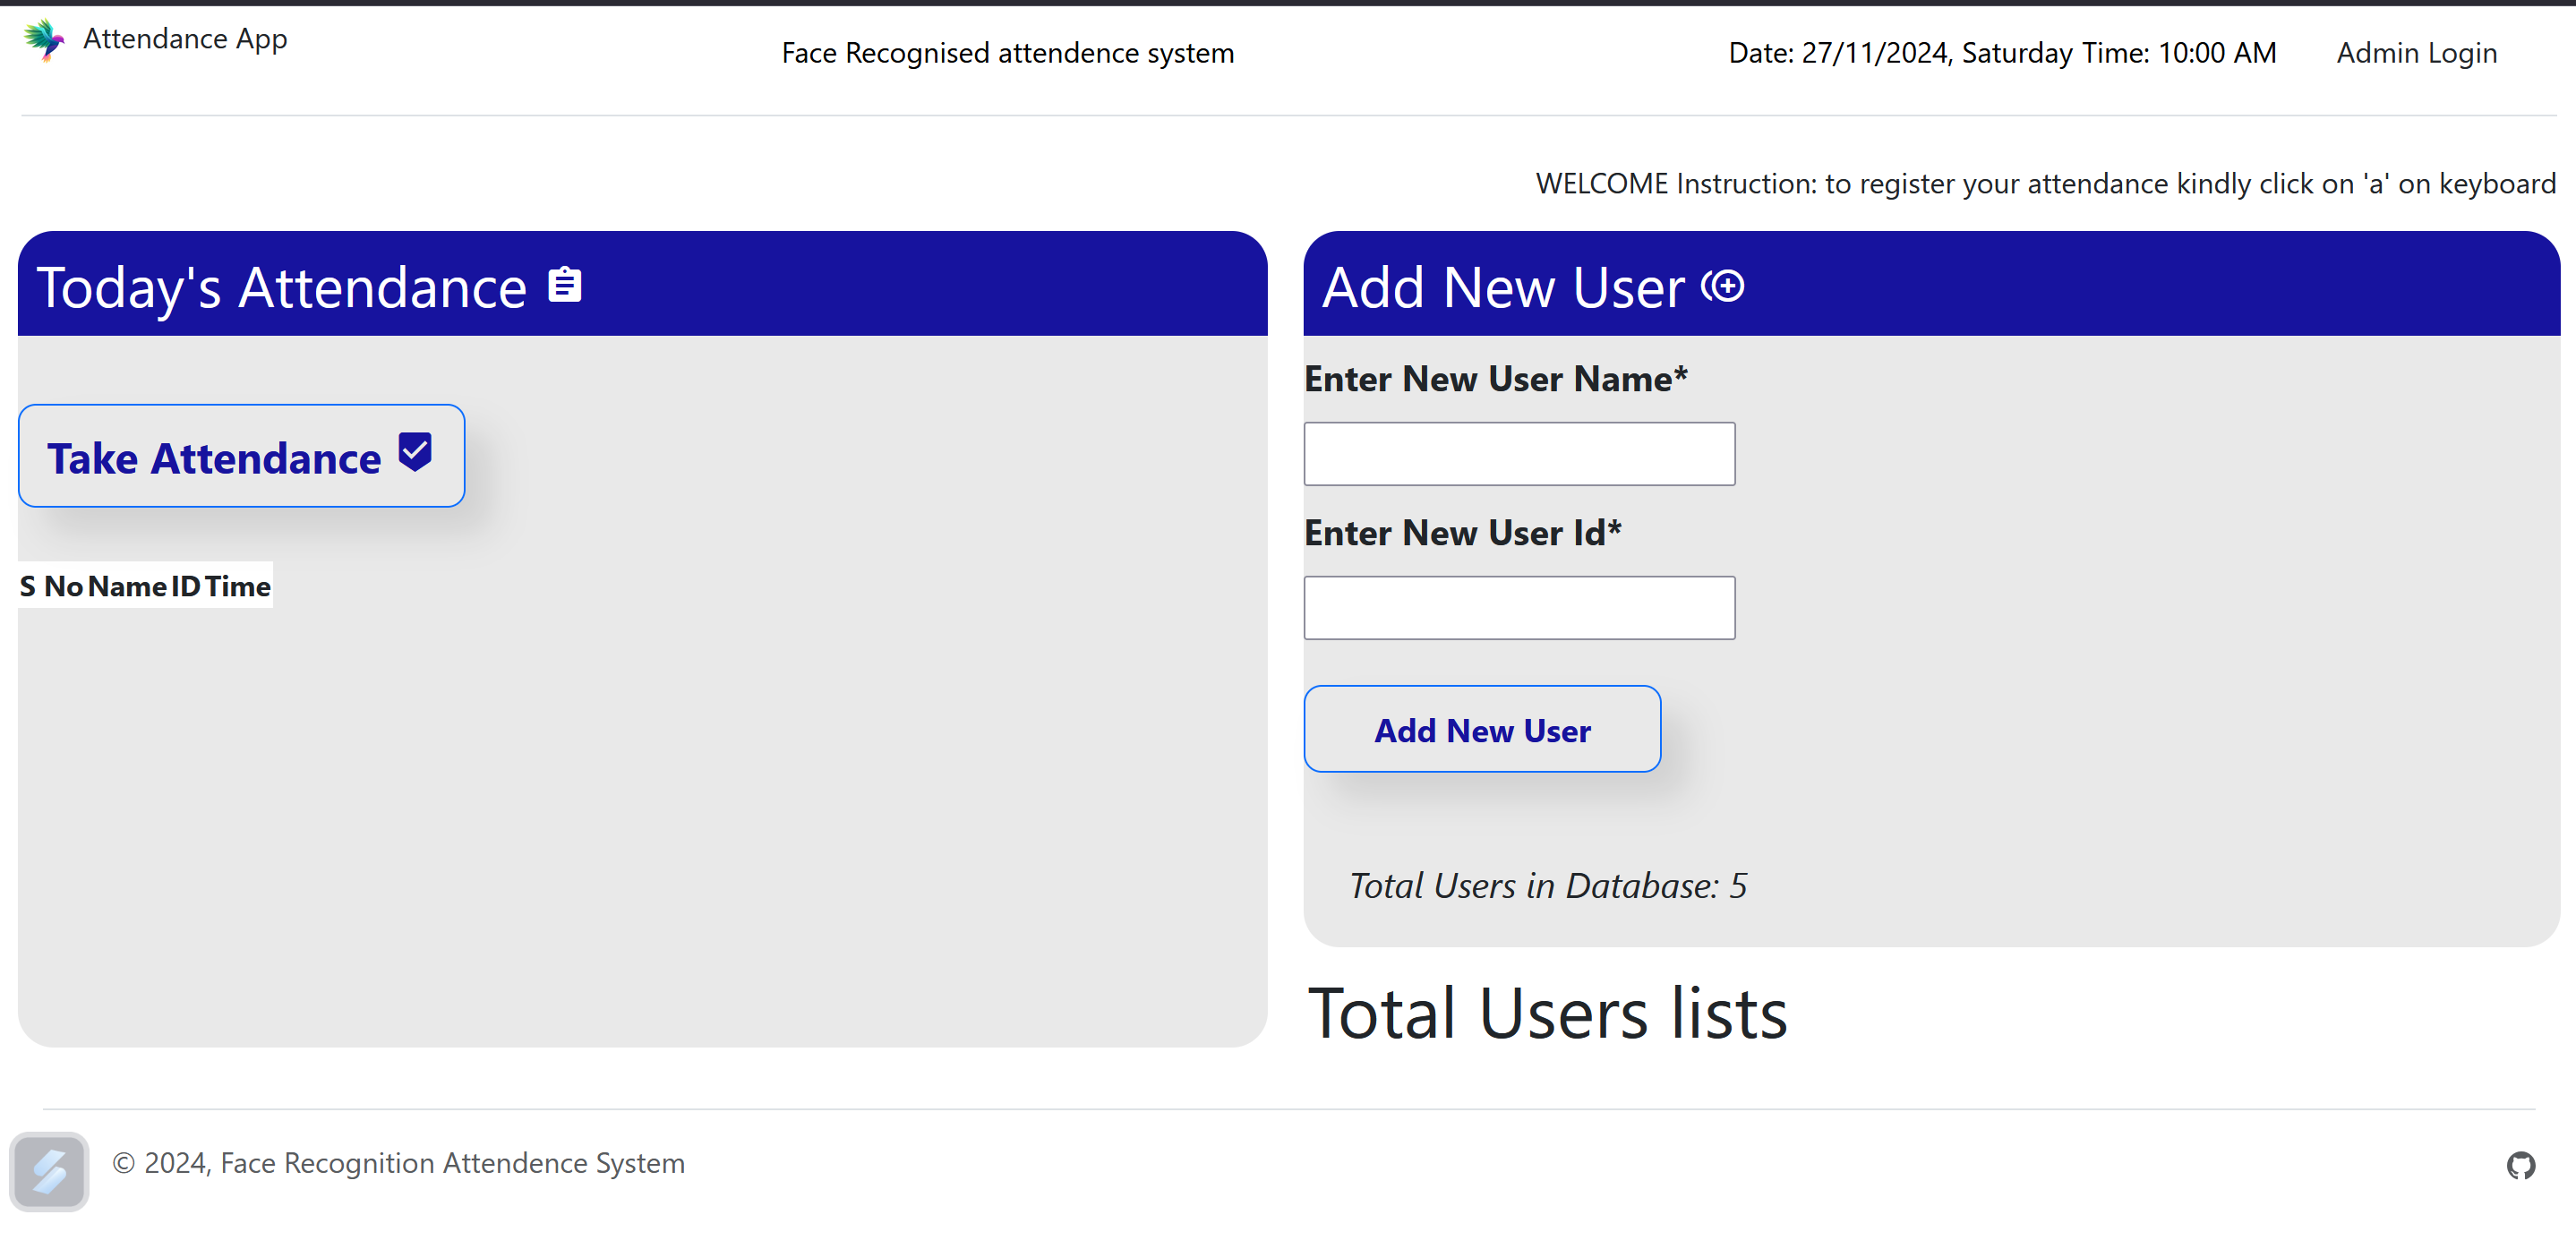 Attendance App
Face Recognised attendence system
Date: 27/11/2024, Saturday Time: 10:00 AM
Admin Login
WELCOME Instruction: to register your attendance kindly click on 'a' on keyboard
Today's Attendance
Take Attendance
S No Name ID Time
Add New User
Enter New User Name*
Enter New User Id*
Add New User
Total Users in Database: 5
Total Users lists
© 2024, Face Recognition Attendence System